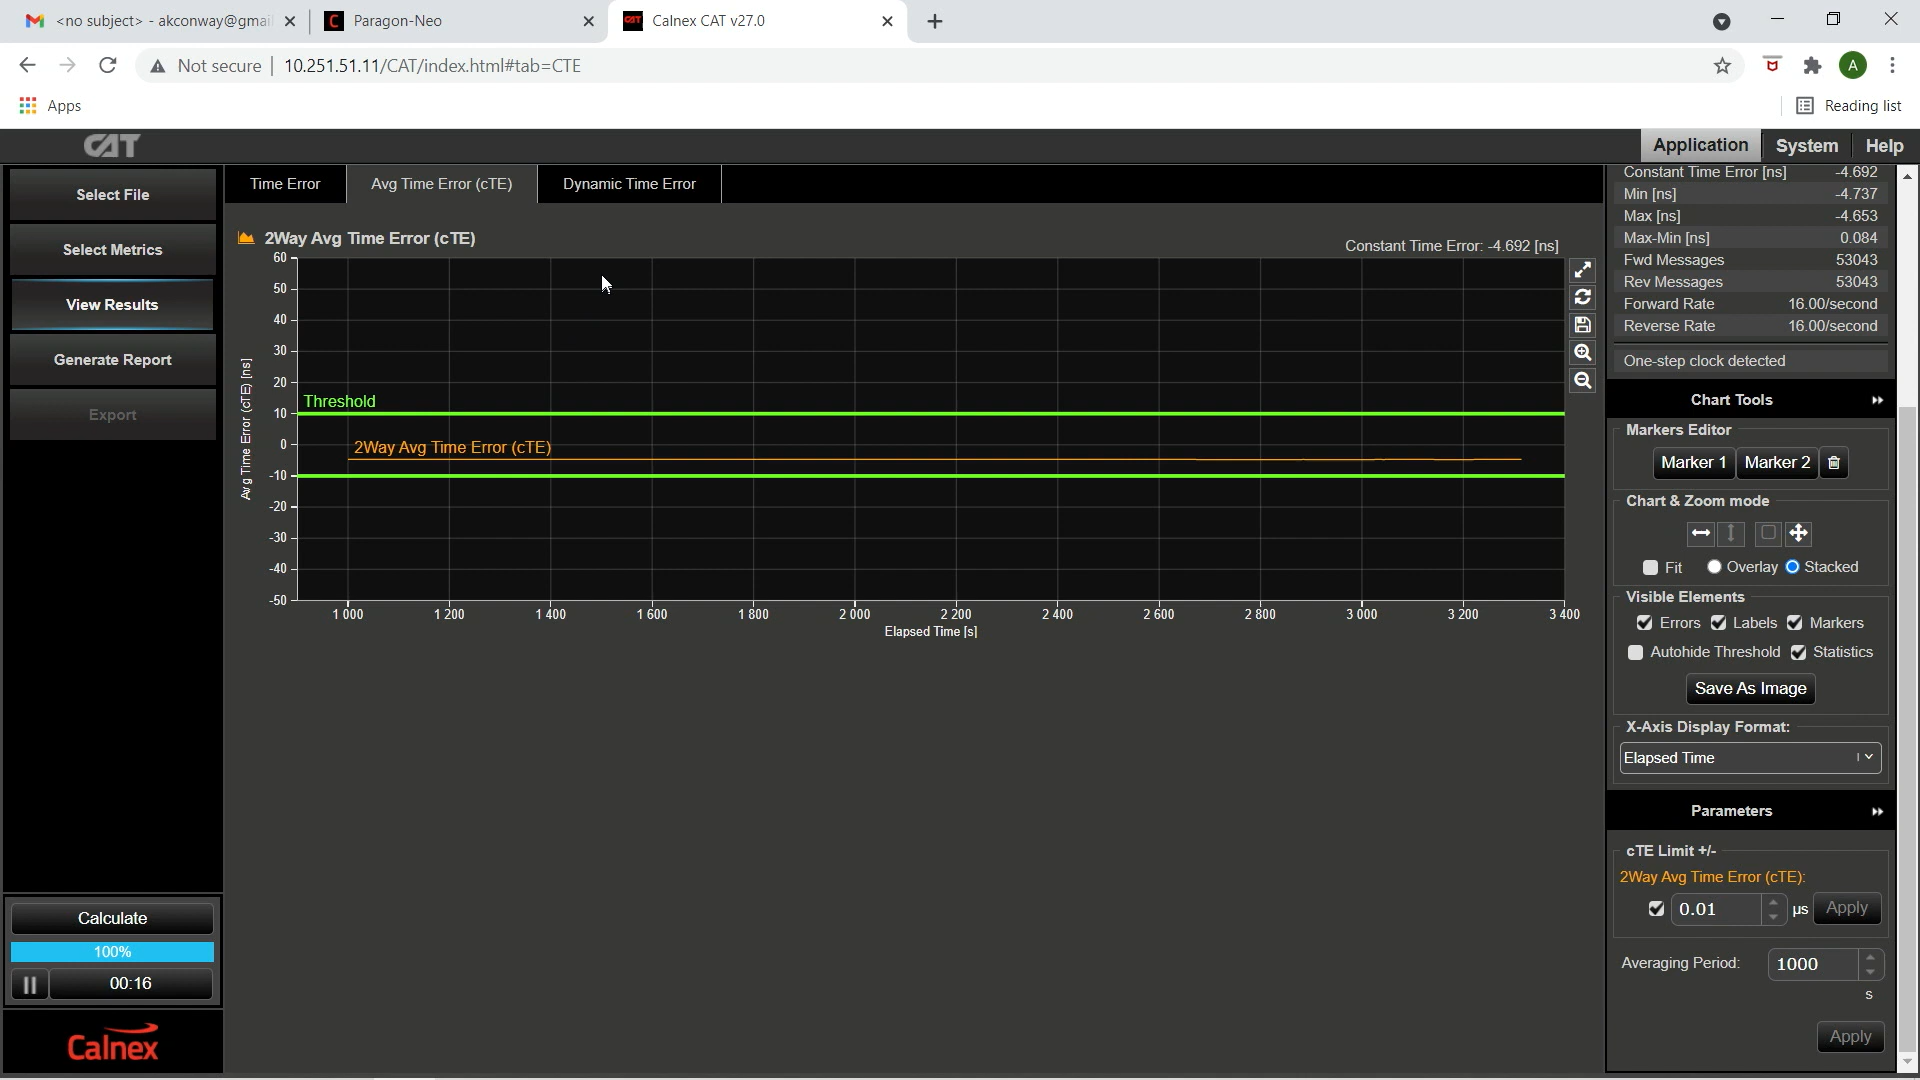 <no subject> - akconway@gmai
Paragon-Neo
Calnex CAT v27.0
Not secure | 10.251.51.11/CAT/index.html#tab=CTE
A
Apps
Reading list
CAT
Application
System
Help
Select File
Select Metrics
View Results
Generate Report
Export
Time Error
Avg Time Error (cTE)
Dynamic Time Error
2Way Avg Time Error (cTE)
Constant Time Error: -4.692 [ns]
60
50
40
30
20
10
0
-10
-20
-30
-40
-50
Avg Time Error (cTE) [ns]
Threshold
2Way Avg Time Error (cTE)
1 000 1 200 1 400 1 600 1 800 2 000 2 200 2 400 2 600 2 800 3 000 3 200 3 400
Elapsed Time [s]
Constant Time Error [ns] -4.692
Min [ns] -4.737
Max [ns] -4.653
Max-Min [ns] 0.084
Fwd Messages 53043
Rev Messages 53043
Forward Rate 16.00/second
Reverse Rate 16.00/second
One-step clock detected
Chart Tools
Markers Editor
Marker 1 Marker 2
Chart & Zoom mode
Fit Overlay Stacked
Visible Elements
Errors Labels Markers
Autohide Threshold Statistics
Save As Image
X-Axis Display Format:
Elapsed Time
Parameters
cTE Limit +/-
2Way Avg Time Error (cTE):
0.01 µs Apply
Averaging Period: 1000
s
Apply
Calculate
100%
00:16
Calnex